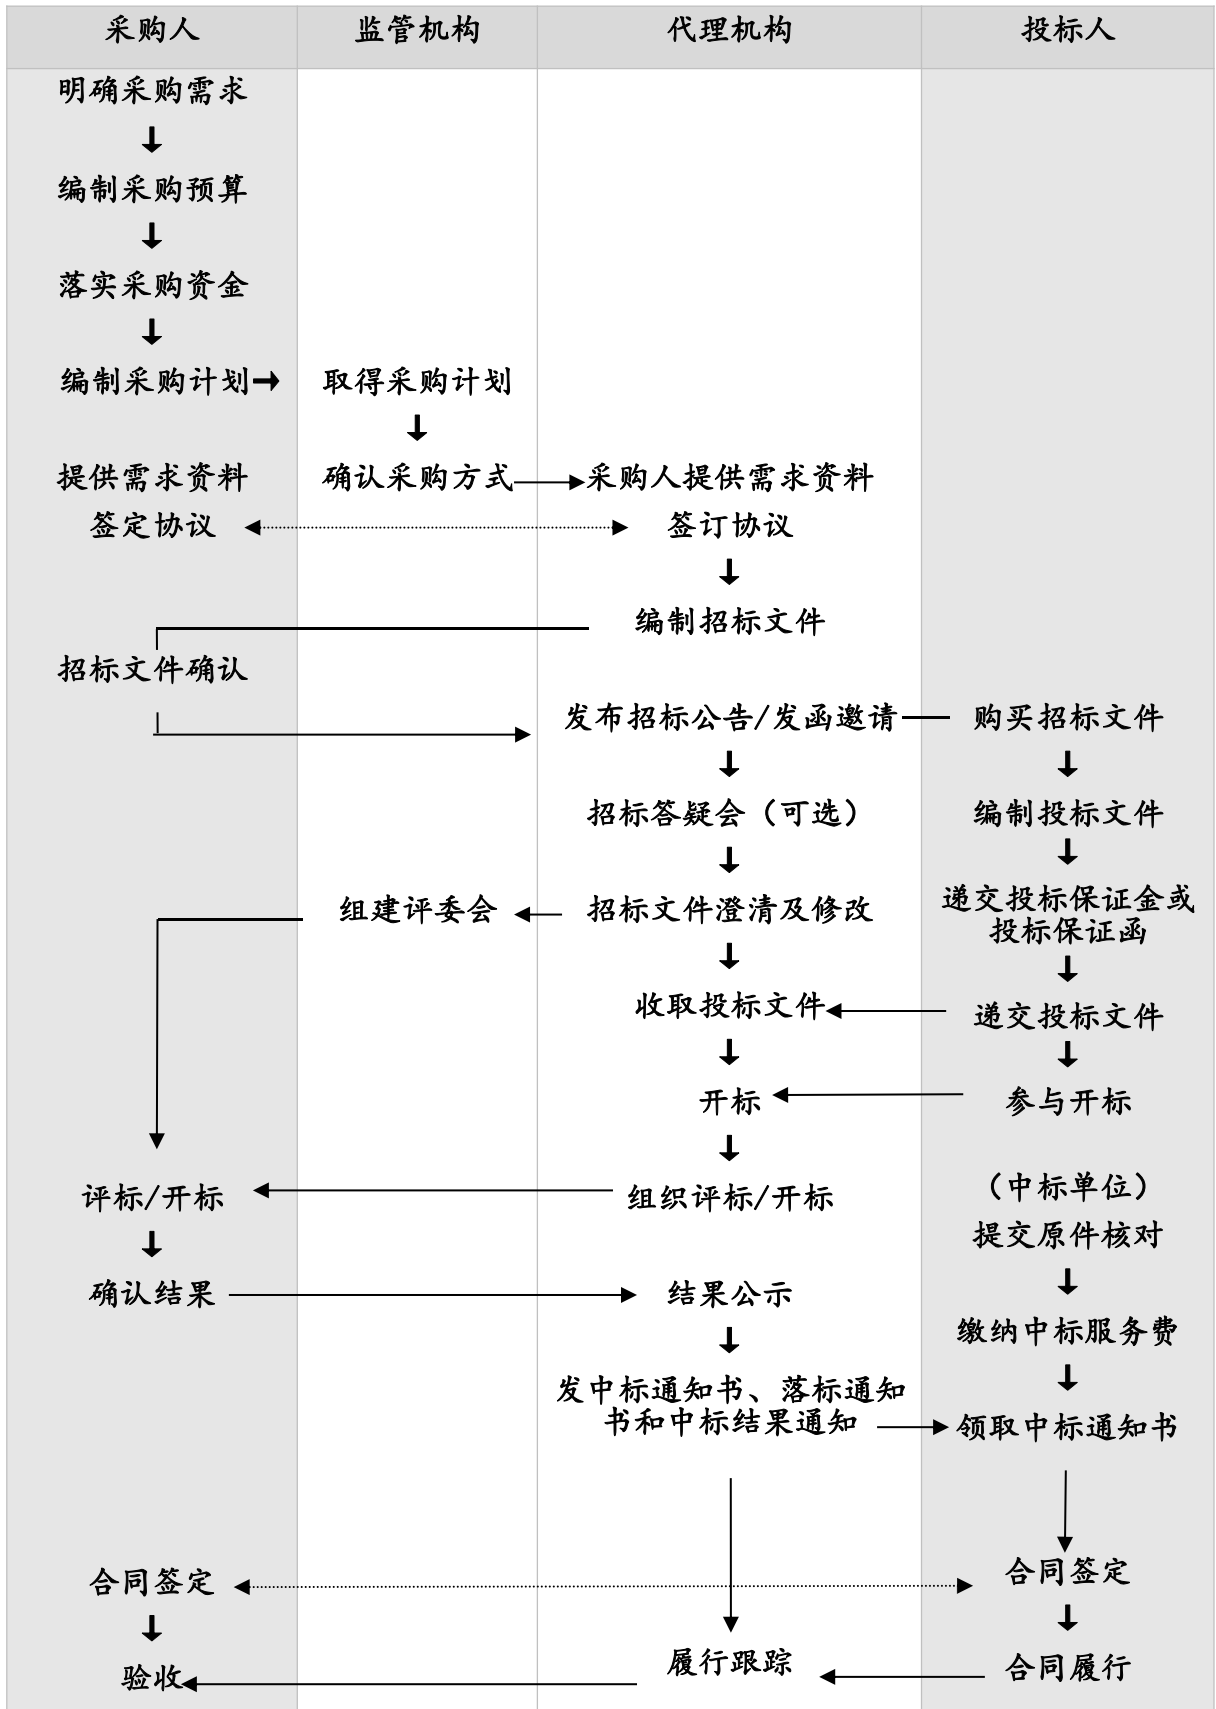 采购人 监管机构 代理机构 投标人
明确采购需求
编制采购预算
落实采购资金
编制采购计划 取得采购计划
提供需求资料 确认采购方式 采购人提供需求资料
签定协议 签订协议
编制招标文件
招标文件确认
发布招标公告/发函邀请 购买招标文件
招标答疑会（可选） 编制投标文件
组建评委会 招标文件澄清及修改 递交投标保证金或
投标保证函
收取投标文件 递交投标文件
开标 参与开标
评标/开标 组织评标/开标 （中标单位）
提交原件核对
确认结果 结果公示
缴纳中标服务费
发中标通知书、落标通知
书和中标结果通知 领取中标通知书
合同签定 合同签定
验收 履行跟踪 合同履行